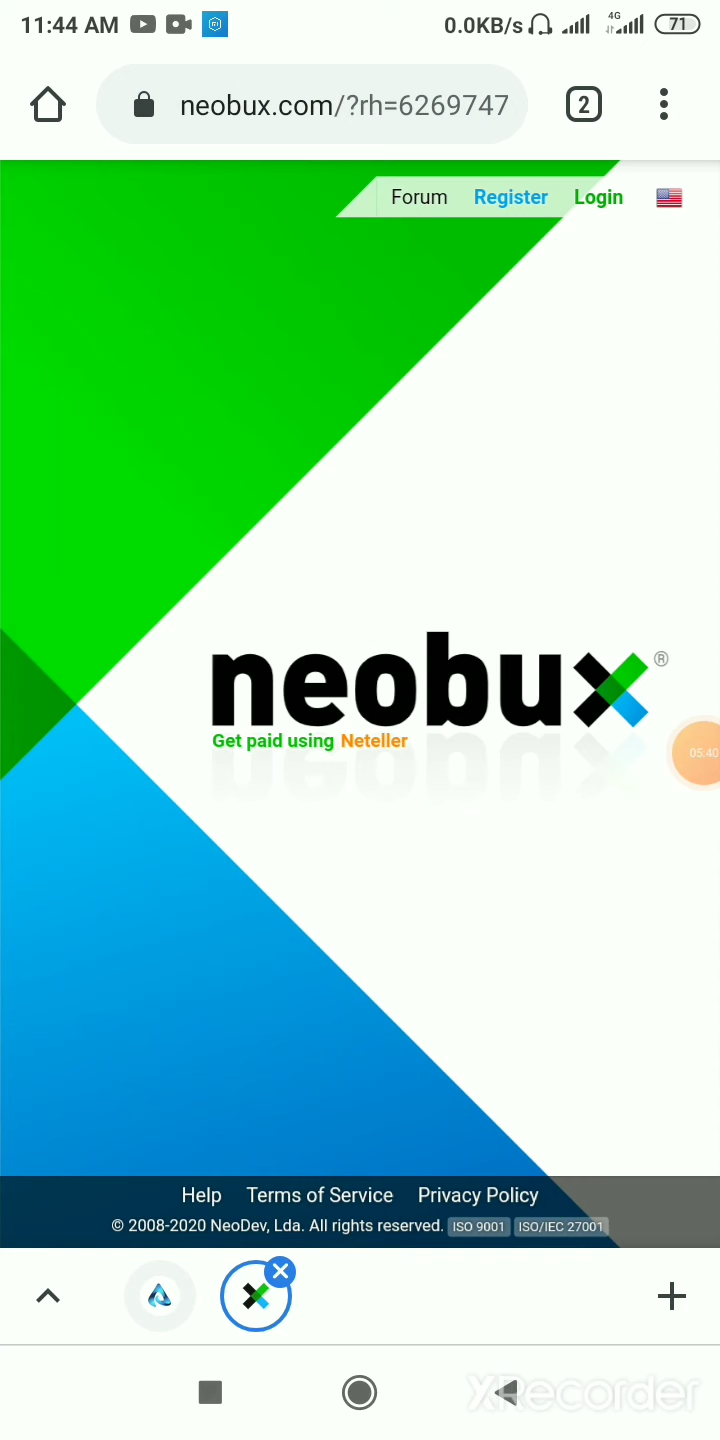 11:44 AM 0.0KB/s 4G 71
neobux.com/?rh=6269747 2
Forum Register Login
neobux®
Get paid using Neteller
05:40
Help Terms of Service Privacy Policy
© 2008-2020 NeoDev, Lda. All rights reserved. ISO 9001 ISO/IEC 27001
XRecorder